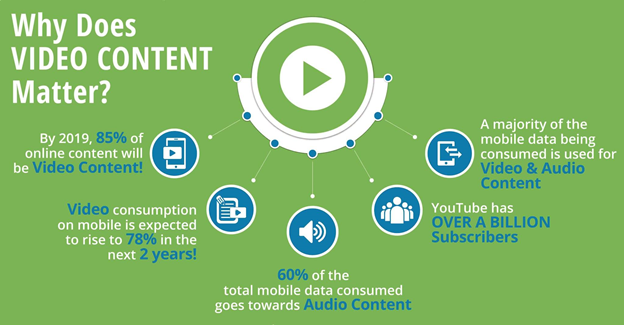 Why Does
VIDEO CONTENT
Matter?
By 2019, 85% of
online content will
be Video Content!
Video consumption
on mobile is expected
to rise to 78% in the
next 2 years!
60% of the
total mobile data consumed
goes towards Audio Content
YouTube has
OVER A BILLION
Subscribers
A majority of the
mobile data being
consumed is used for
Video & Audio
Content